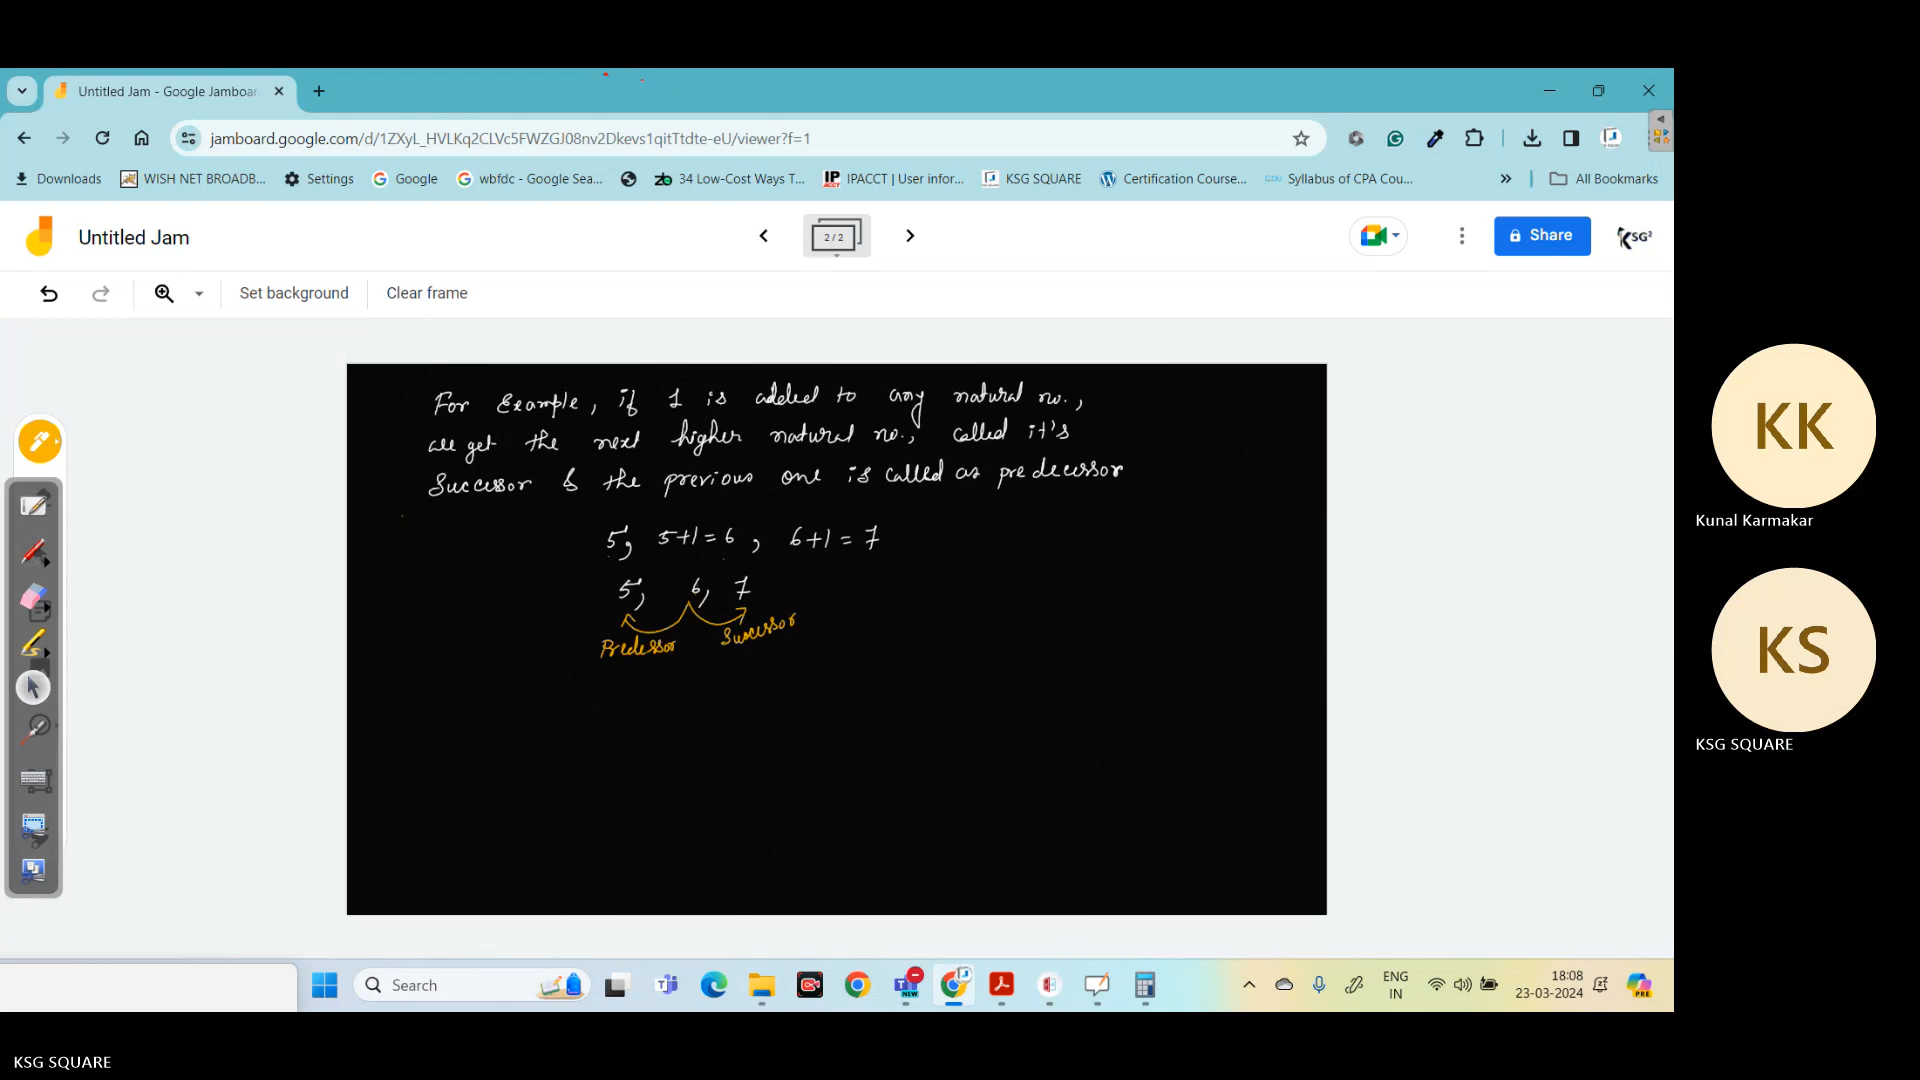 Untitled Jam - Google Jamboar
jamboard.google.com/d/1ZXyL_HVLKq2CLVc5FWZGJ08nv2Dkevs1qitTtdte-eU/viewer?f=1
Downloads WISH NET BROADB... Settings Google wbfdc - Google Sea... 34 Low-Cost Ways T... IPACCT | User infor... KSG SQUARE Certification Course... Syllabus of CPA Cou... » All Bookmarks
Untitled Jam 2 / 2 Share KSG²
Set background Clear frame
For Example, if 1 is added to any natural no.,
we get the next higher natural no., called it's
Successor & the previous one is called as predecessor
5, 5+1=6, 6+1=7
5, 6, 7
Predessor Successor
KK
Kunal Karmakar
KS
KSG SQUARE
Search
ENG
IN
18:08
23-03-2024
KSG SQUARE